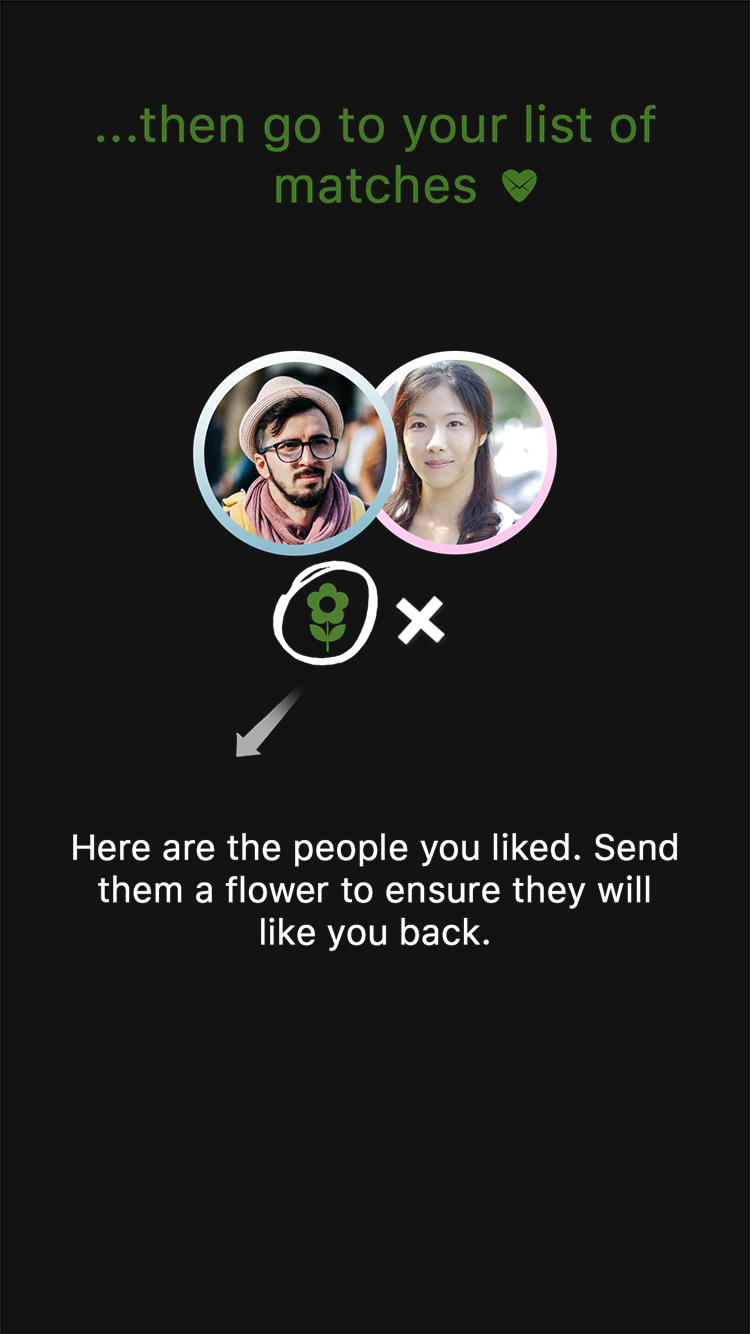 ...then go to your list of
matches
Here are the people you liked. Send
them a flower to ensure they will
like you back.